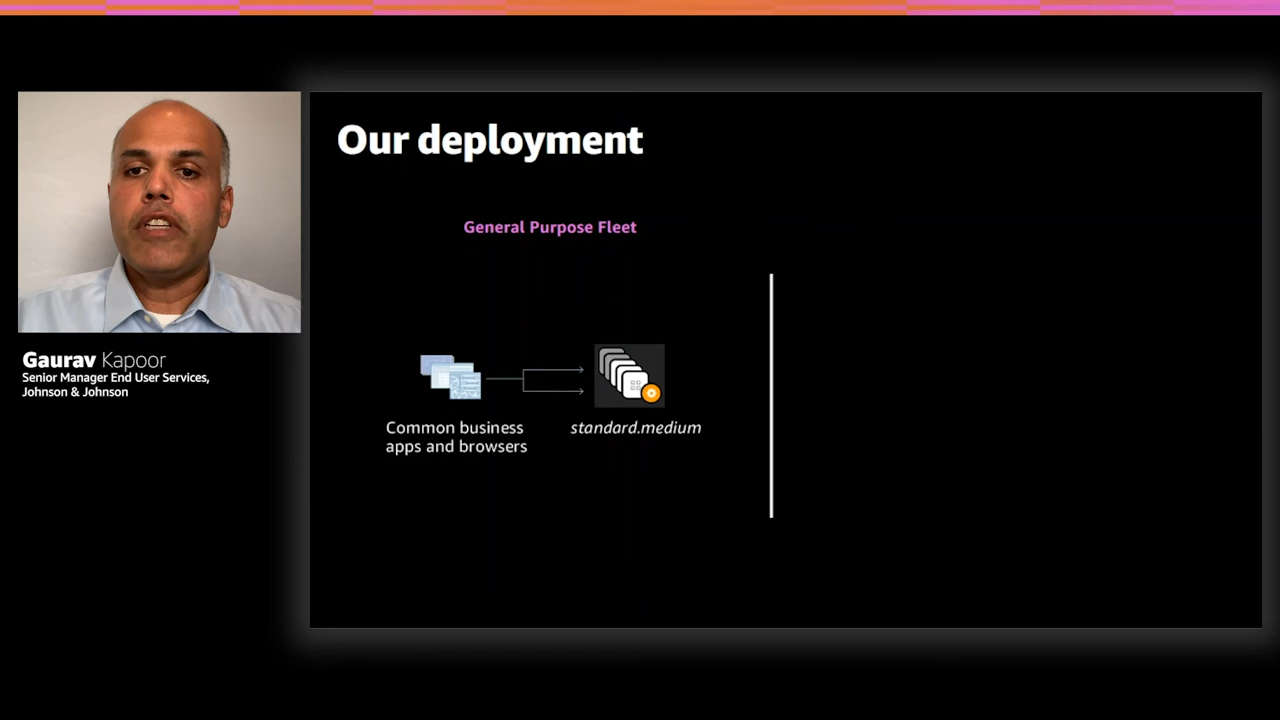 Our deployment
General Purpose Fleet
Common business
apps and browsers
standard.medium
Gaurav Kapoor
Senior Manager End User Services,
Johnson & Johnson